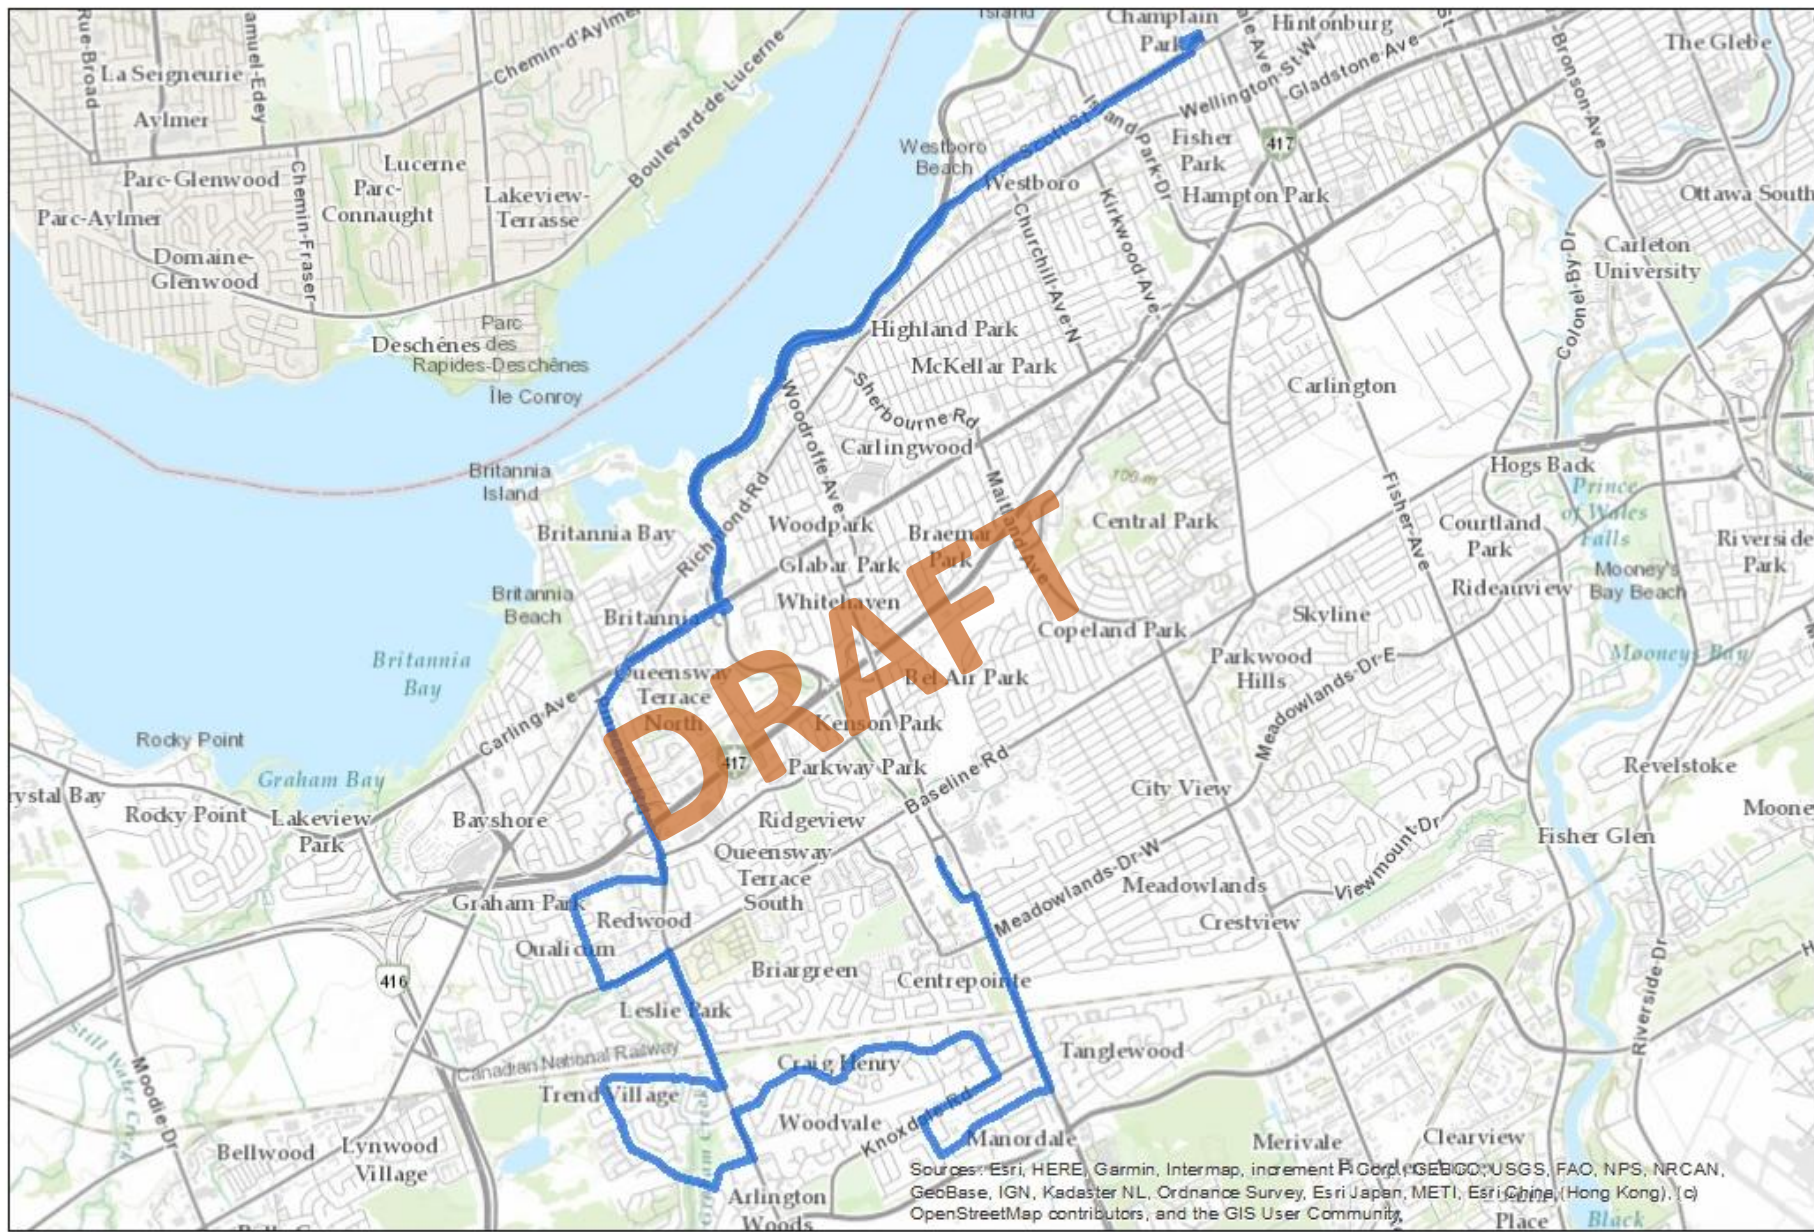 Champlain
Park
Hintonburg
The Glebe
La Seigneurie
Aylmer
Chemin-d'Aylmer
Boulevard-de-Lucerne
Rue-Broad
Wellington-St-W
Gladstone-Ave
Bronson-Ave
Island-Park-Dr
Scott-St
Fisher
Park
417
Westboro
Beach
Lucerne
Parc-Glenwood
Parc-
Connaught
Lakeview-
Terrasse
Chemin-Fraser
Westboro
Hampton Park
Ottawa South
Parc-Aylmer
Kirkwood-Ave
Churchill-Ave-N
Domaine-
Glenwood
Carleton
University
Colonel-By-Dr
Parc
des
Rapides-Deschênes
Deschênes
Île Conroy
Highland Park
McKellar Park
Carlington
Sherbourne-Rd
Woodroffe-Ave
Carlingwood
Britannia
Island
Hogs Back
Prince
of Wales
Falls
100 m
Maitland-Ave
Fisher-Ave
Richmond-Rd
Britannia Bay
Woodpark
Braemar
Park
Central Park
Courtland
Park
Riverside
Park
Glabar Park
Mooney's
Bay Beach
Rideauview
Britannia
Beach
Britannia
Whitehaven
Skyline
Copeland Park
DRAFT
Britannia
Bay
Queensway
Terrace
North
Bel Air Park
Parkwood
Hills
Meadowlands-Dr-E
Mooneys Bay
Carling-Ave
Kenson Park
Rocky Point
Graham Bay
417
Parkway Park
Baseline-Rd
City View
Revelstoke
rystal Bay
Rocky Point
Lakeview
Park
Bayshore
Ridgeview
Moone
Fisher Glen
Viewmount-Dr
Queensway
Terrace
South
Meadowlands-Dr-W
Meadowlands
Crestview
Graham Park
Redwood
Qualicum
416
Briargreen
Centrepointe
Leslie Park
Riverside-Dr
Still Water Creek
Moodie-Dr
Canadian National Railway
Craig Henry
Tanglewood
Trend Village
Graham Creek
Woodvale
Knoxdale-Rd
Manordale
Merivale
Clearview
Bellwood
Lynwood
Village
Arlington
Woods
Sources: Esri, HERE, Garmin, Intermap, increment P Corp., GEBCO, USGS, FAO, NPS, NRCAN,
GeoBase, IGN, Kadaster NL, Ordnance Survey, Esri Japan, METI, Esri China (Hong Kong), (c)
OpenStreetMap contributors, and the GIS User Community
Place
Black